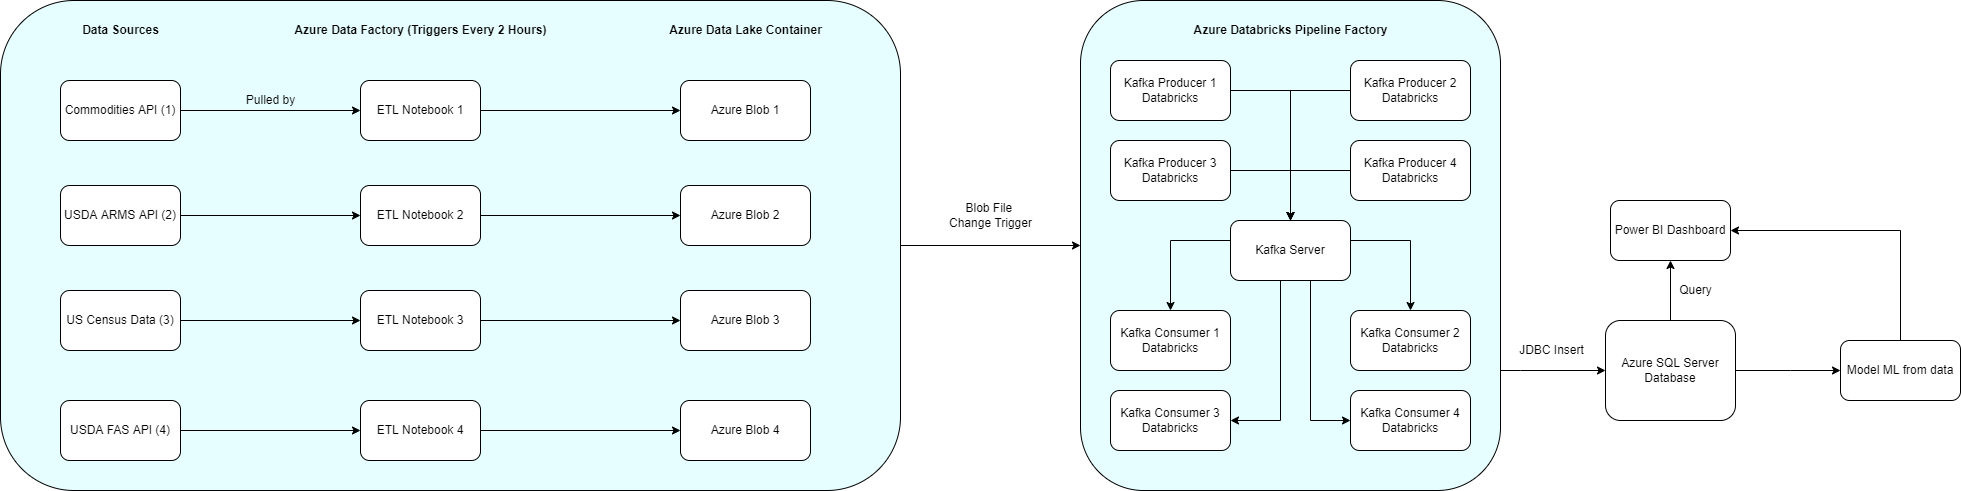 Data Sources
Azure Data Factory (Triggers Every 2 Hours)
Azure Data Lake Container
Commodities API (1)
Pulled by
ETL Notebook 1
Azure Blob 1
USDA ARMS API (2)
ETL Notebook 2
Azure Blob 2
US Census Data (3)
ETL Notebook 3
Azure Blob 3
USDA FAS API (4)
ETL Notebook 4
Azure Blob 4
Blob File
Change Trigger
Azure Databricks Pipeline Factory
Kafka Producer 1
Databricks
Kafka Producer 2
Databricks
Kafka Producer 3
Databricks
Kafka Producer 4
Databricks
Kafka Server
Kafka Consumer 1
Databricks
Kafka Consumer 2
Databricks
Kafka Consumer 3
Databricks
Kafka Consumer 4
Databricks
JDBC Insert
Power BI Dashboard
Query
Azure SQL Server
Database
Model ML from data